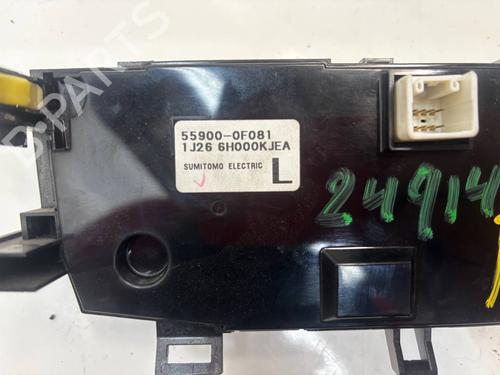 55900-0F081
1J26 6H000KJEA
SUMITOMO ELECTRIC
L
24914